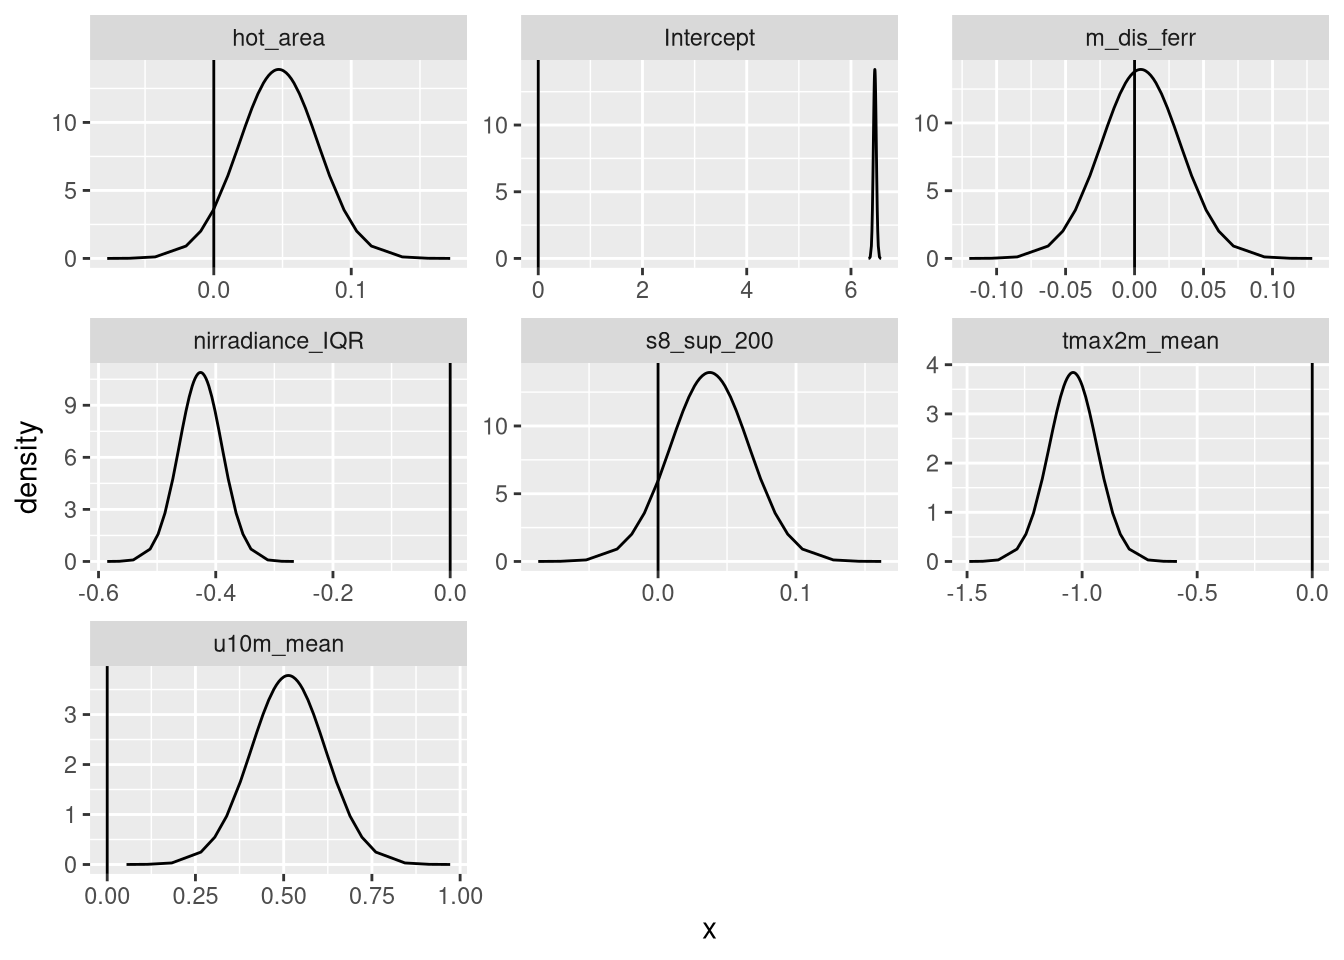 hot_area Intercept m_dis_ferr
10 10 10
5 5 5
0 0 0
0.0 0.1 0 2 4 6 -0.10 -0.05 0.00 0.05 0.10
nirradiance_IQR s8_sup_200 tmax2m_mean
9 10 4
6 5 3
3 0 2
0 1
0
-0.6 -0.4 -0.2 0.0 0.0 0.1 -1.5 -1.0 -0.5 0.0
density
u10m_mean
3
2
1
0
0.00 0.25 0.50 0.75 1.00
x